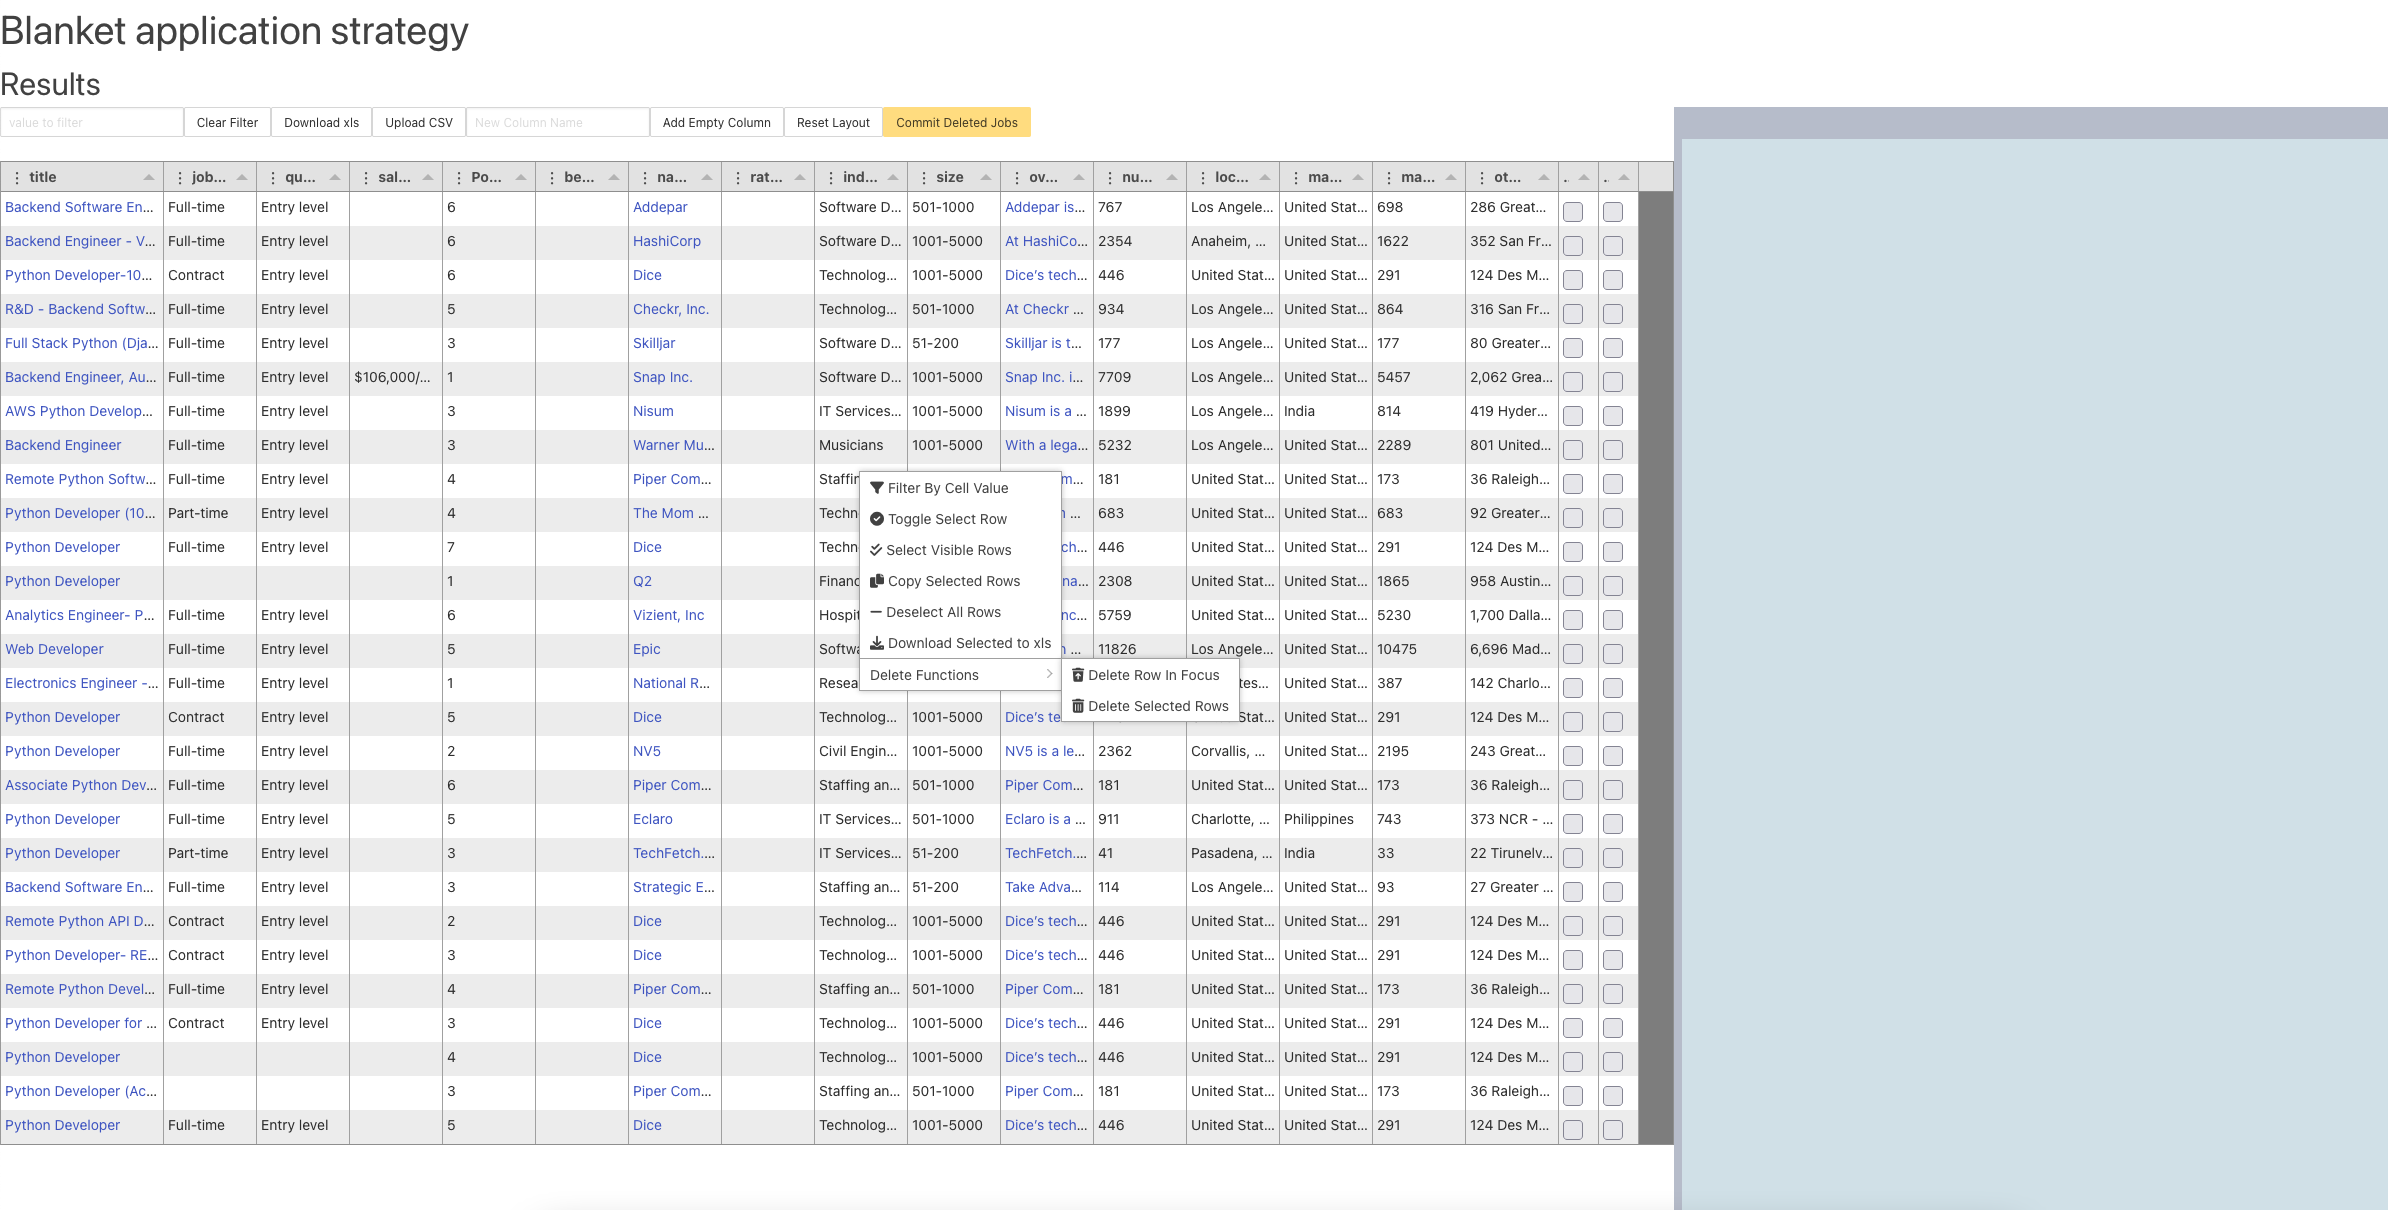 Blanket application strategy
Results
value to filter Clear Filter Download xls Upload CSV New Column Name Add Empty Column Reset Layout Commit Deleted Jobs
title job... qu... sal... Po... be... na... rat... ind... size ov... nu... loc... ma... ma... ot... . .
Backend Software En... Full-time Entry level 6 Addepar Software D... 501-1000 Addepar is... 767 Los Angele... United Stat... 698 286 Great...
Backend Engineer - V... Full-time Entry level 6 HashiCorp Software D... 1001-5000 At HashiCo... 2354 Anaheim, ... United Stat... 1622 352 San Fr...
Python Developer-10... Contract Entry level 6 Dice Technolog... 1001-5000 Dice's tech... 446 United Stat... United Stat... 291 124 Des M...
R&D - Backend Softw... Full-time Entry level 5 Checkr, Inc. Technolog... 501-1000 At Checkr ... 934 Los Angele... United Stat... 864 316 San Fr...
Full Stack Python (Dja... Full-time Entry level 3 Skilljar Software D... 51-200 Skilljar is t... 177 Los Angele... United Stat... 177 80 Greater...
Backend Engineer, Au... Full-time Entry level $106,000/... 1 Snap Inc. Software D... 1001-5000 Snap Inc. i... 7709 Los Angele... United Stat... 5457 2,062 Grea...
AWS Python Develop... Full-time Entry level 3 Nisum IT Services... 1001-5000 Nisum is a ... 1899 Los Angele... India 814 419 Hyder...
Backend Engineer Full-time Entry level 3 Warner Mu... Musicians 1001-5000 With a lega... 5232 Los Angele... United Stat... 2289 801 United...
Remote Python Softw... Full-time Entry level 4 Piper Com... Staffin m... 181 United Stat... United Stat... 173 36 Raleigh...
Filter By Cell Value
Python Developer (10... Part-time Entry level 4 The Mom ... Techn ... 683 United Stat... United Stat... 683 92 Greater...
Toggle Select Row
Python Developer Full-time Entry level 7 Dice Techn ch... 446 United Stat... United Stat... 291 124 Des M...
Select Visible Rows
Python Developer 1 Q2 Financ na... 2308 United Stat... United Stat... 1865 958 Austin...
Copy Selected Rows
Analytics Engineer- P... Full-time Entry level 6 Vizient, Inc Hospit nc... 5759 United Stat... United Stat... 5230 1,700 Dalla...
Deselect All Rows
Web Developer Full-time Entry level 5 Epic Softwa ... 11826 Los Angele... United Stat... 10475 6,696 Mad...
Download Selected to xls
Electronics Engineer -... Full-time Entry level 1 National R... Resea tes... United Stat... 387 142 Charlo...
Delete Functions Delete Row In Focus
Delete Selected Rows
Python Developer Contract Entry level 5 Dice Technolog... 1001-5000 Dice's te Stat... United Stat... 291 124 Des M...
Python Developer Full-time Entry level 2 NV5 Civil Engin... 1001-5000 NV5 is a le... 2362 Corvallis, ... United Stat... 2195 243 Great...
Associate Python Dev... Full-time Entry level 6 Piper Com... Staffing an... 501-1000 Piper Com... 181 United Stat... United Stat... 173 36 Raleigh...
Python Developer Full-time Entry level 5 Eclaro IT Services... 501-1000 Eclaro is a ... 911 Charlotte, ... Philippines 743 373 NCR - ...
Python Developer Part-time Entry level 3 TechFetch.... IT Services... 51-200 TechFetch.... 41 Pasadena, ... India 33 22 Tirunelv...
Backend Software En... Full-time Entry level 3 Strategic E... Staffing an... 51-200 Take Adva... 114 Los Angele... United Stat... 93 27 Greater ...
Remote Python API D... Contract Entry level 2 Dice Technolog... 1001-5000 Dice's tech... 446 United Stat... United Stat... 291 124 Des M...
Python Developer- RE... Contract Entry level 3 Dice Technolog... 1001-5000 Dice's tech... 446 United Stat... United Stat... 291 124 Des M...
Remote Python Devel... Full-time Entry level 4 Piper Com... Staffing an... 501-1000 Piper Com... 181 United Stat... United Stat... 173 36 Raleigh...
Python Developer for ... Contract Entry level 3 Dice Technolog... 1001-5000 Dice's tech... 446 United Stat... United Stat... 291 124 Des M...
Python Developer 4 Dice Technolog... 1001-5000 Dice's tech... 446 United Stat... United Stat... 291 124 Des M...
Python Developer (Ac... 3 Piper Com... Staffing an... 501-1000 Piper Com... 181 United Stat... United Stat... 173 36 Raleigh...
Python Developer Full-time Entry level 5 Dice Technolog... 1001-5000 Dice's tech... 446 United Stat... United Stat... 291 124 Des M...